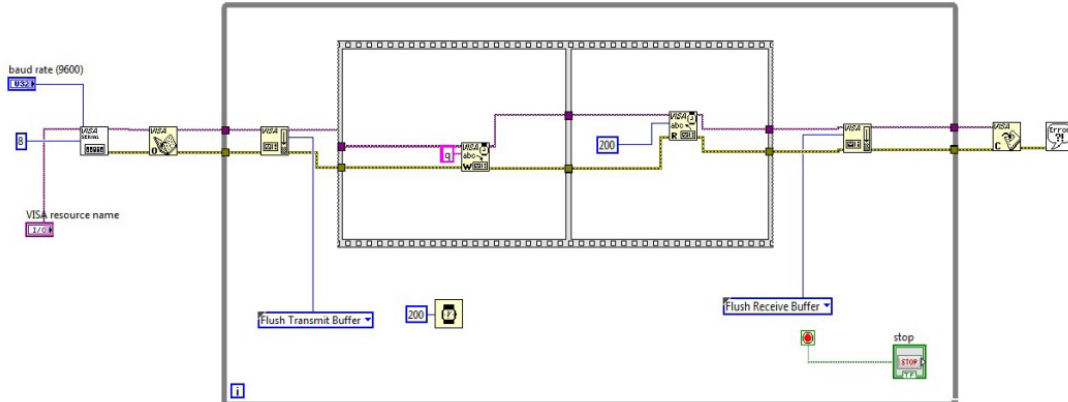 baud rate (9600)
U32
8
VISA resource name
I/O
VISA
SERIAL
VISA
O
VISA
Flush Transmit Buffer
200
q
VISA
abc
W
200
VISA
abc
R
VISA
Flush Receive Buffer
stop
STOP
TF
i
VISA
C
Error
?!